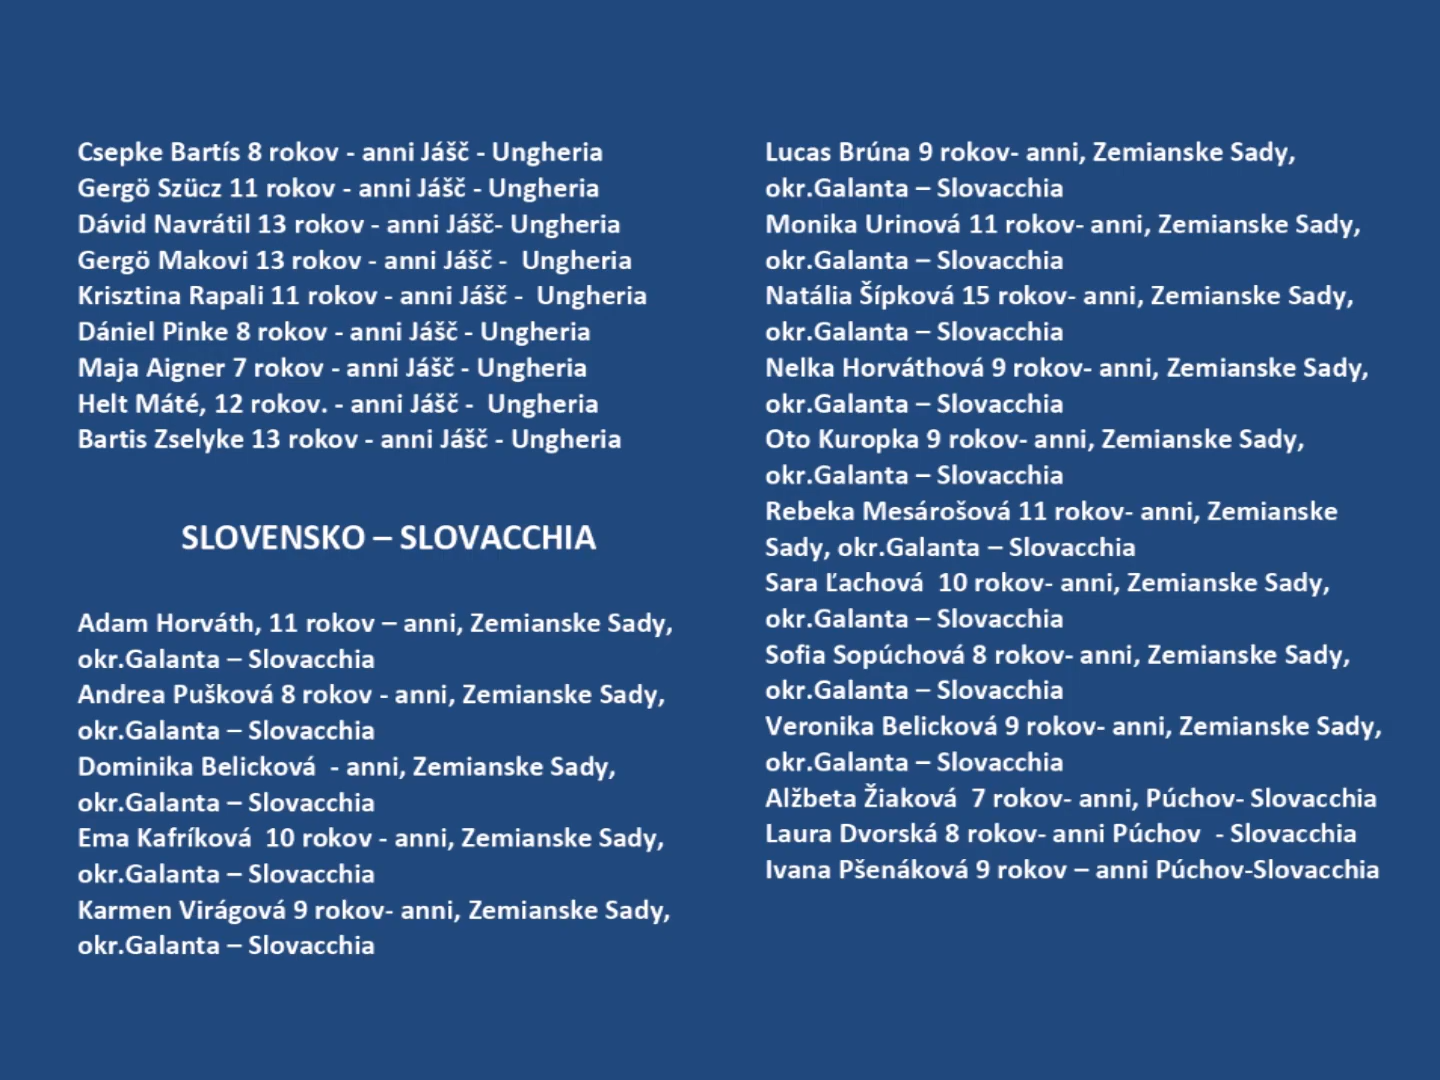 Csepke Bartís 8 rokov - anni Jášč - Ungheria
Gergö Szücz 11 rokov - anni Jášč - Ungheria
Dávid Navrátil 13 rokov - anni Jášč- Ungheria
Gergö Makovi 13 rokov - anni Jášč -  Ungheria
Krisztina Rapali 11 rokov - anni Jášč -  Ungheria
Dániel Pinke 8 rokov - anni Jášč - Ungheria
Maja Aigner 7 rokov - anni Jášč - Ungheria
Helt Máté, 12 rokov. - anni Jášč -  Ungheria
Bartis Zselyke 13 rokov - anni Jášč - Ungheria
SLOVENSKO – SLOVACCHIA
Adam Horváth, 11 rokov – anni, Zemianske Sady,
okr.Galanta – Slovacchia
Andrea Pušková 8 rokov - anni, Zemianske Sady,
okr.Galanta – Slovacchia
Dominika Belicková  - anni, Zemianske Sady,
okr.Galanta – Slovacchia
Ema Kafríková  10 rokov - anni, Zemianske Sady,
okr.Galanta – Slovacchia
Karmen Virágová 9 rokov- anni, Zemianske Sady,
okr.Galanta – Slovacchia
Lucas Brúna 9 rokov- anni, Zemianske Sady,
okr.Galanta – Slovacchia
Monika Urinová 11 rokov- anni, Zemianske Sady,
okr.Galanta – Slovacchia
Natália Šípková 15 rokov- anni, Zemianske Sady,
okr.Galanta – Slovacchia
Nelka Horváthová 9 rokov- anni, Zemianske Sady,
okr.Galanta – Slovacchia
Oto Kuropka 9 rokov- anni, Zemianske Sady,
okr.Galanta – Slovacchia
Rebeka Mesárošová 11 rokov- anni, Zemianske
Sady, okr.Galanta – Slovacchia
Sara Ľachová  10 rokov- anni, Zemianske Sady,
okr.Galanta – Slovacchia
Sofia Sopúchová 8 rokov- anni, Zemianske Sady,
okr.Galanta – Slovacchia
Veronika Belicková 9 rokov- anni, Zemianske Sady,
okr.Galanta – Slovacchia
Alžbeta Žiaková  7 rokov- anni, Púchov- Slovacchia
Laura Dvorská 8 rokov- anni Púchov  - Slovacchia
Ivana Pšenáková 9 rokov – anni Púchov-Slovacchia